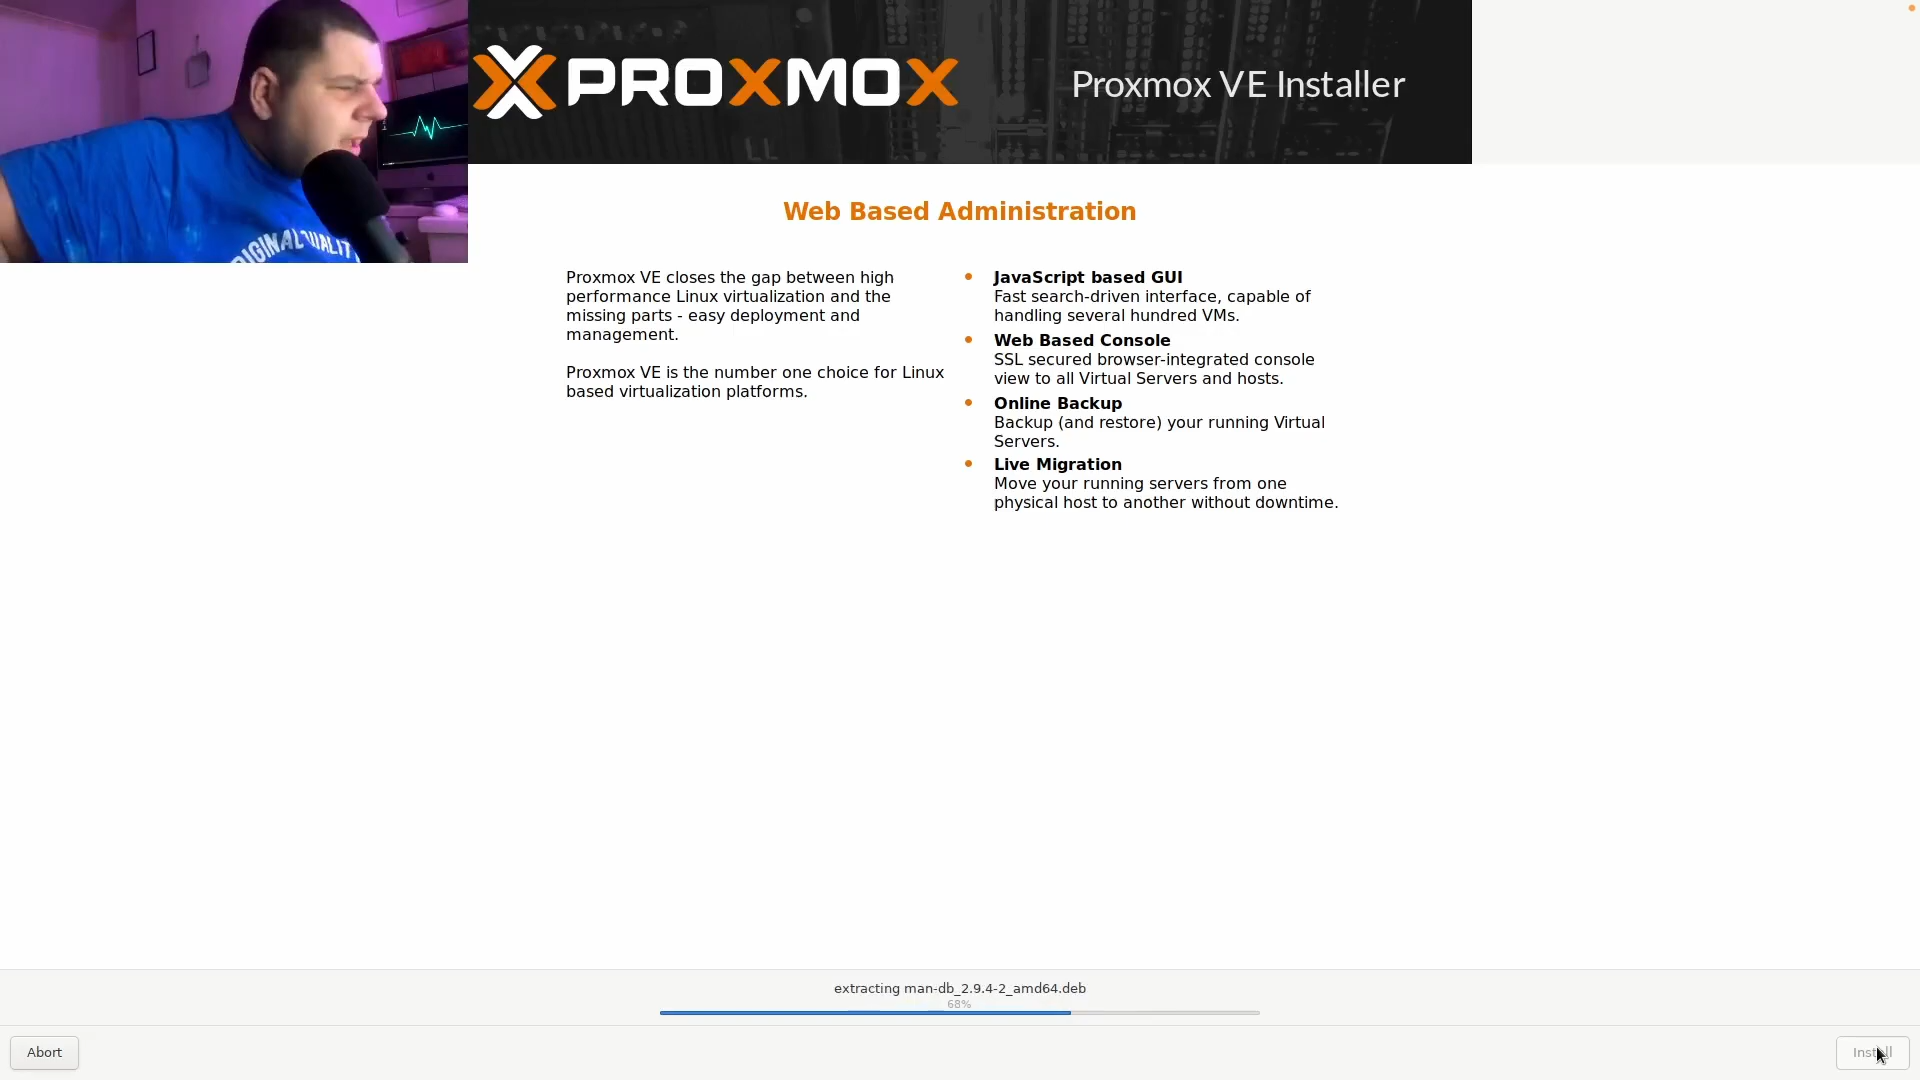 PROXMOX
Proxmox VE Installer
Web Based Administration
Proxmox VE closes the gap between high
performance Linux virtualization and the
missing parts - easy deployment and
management.
Proxmox VE is the number one choice for Linux
based virtualization platforms.
• JavaScript based GUI
Fast search-driven interface, capable of
handling several hundred VMs.
• Web Based Console
SSL secured browser-integrated console
view to all Virtual Servers and hosts.
• Online Backup
Backup (and restore) your running Virtual
Servers.
• Live Migration
Move your running servers from one
physical host to another without downtime.
ORIGINAL QUALIT
extracting man-db_2.9.4-2_amd64.deb
68%
Abort
Install